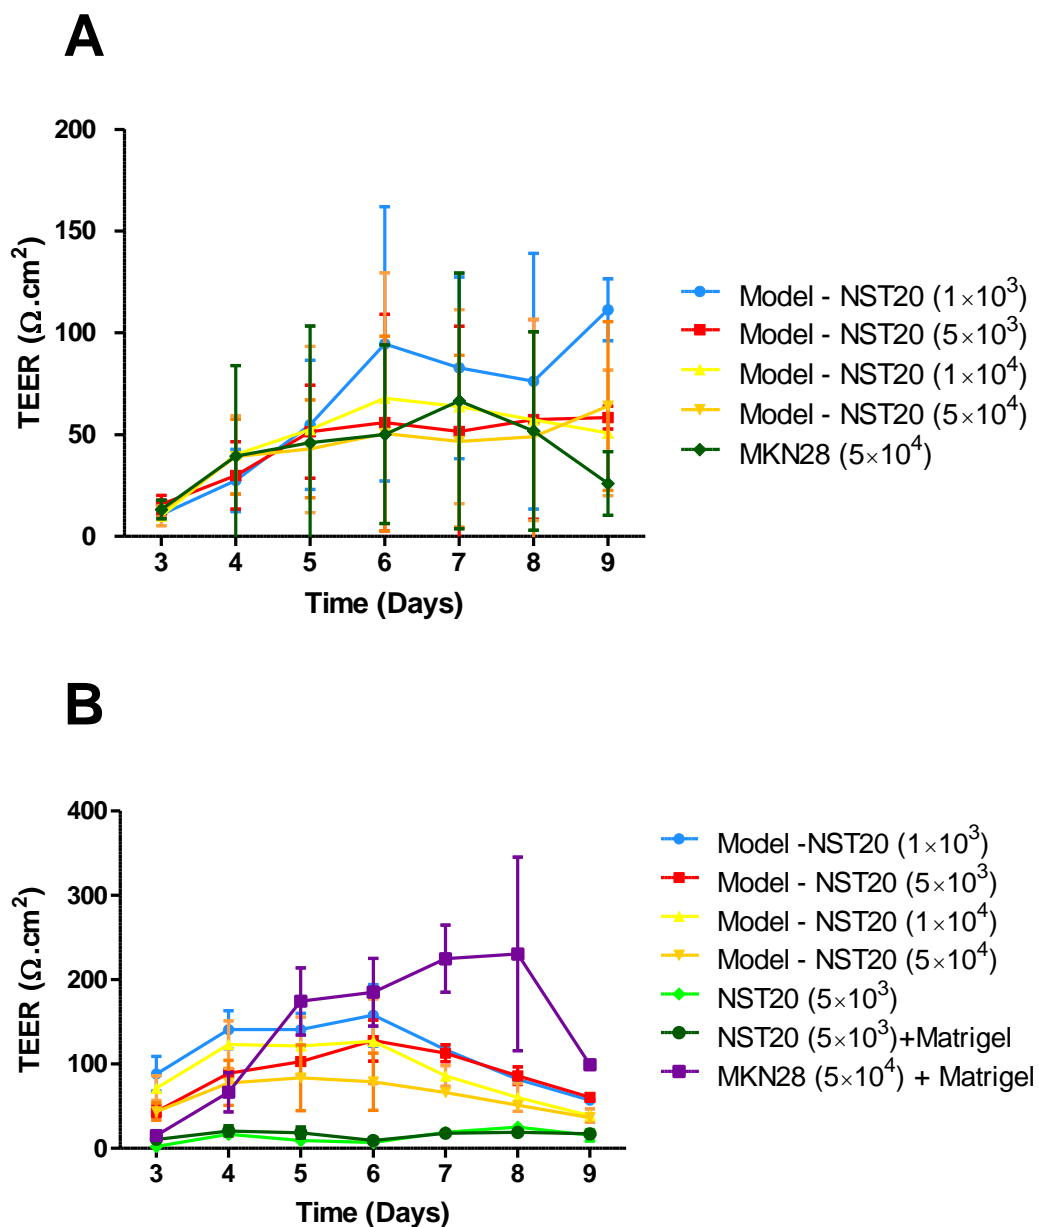 A
200
150
100
50
0
TEER (Ω.cm²)
3 4 5 6 7 8 9
Time (Days)
Model - NST20 (1×10³)
Model - NST20 (5×10³)
Model - NST20 (1×10⁴)
Model - NST20 (5×10⁴)
MKN28 (5×10⁴)
B
400
300
200
100
0
TEER (Ω.cm²)
3 4 5 6 7 8 9
Time (Days)
Model -NST20 (1×10³)
Model - NST20 (5×10³)
Model - NST20 (1×10⁴)
Model - NST20 (5×10⁴)
NST20 (5×10³)
NST20 (5×10³)+Matrigel
MKN28 (5×10⁴) + Matrigel